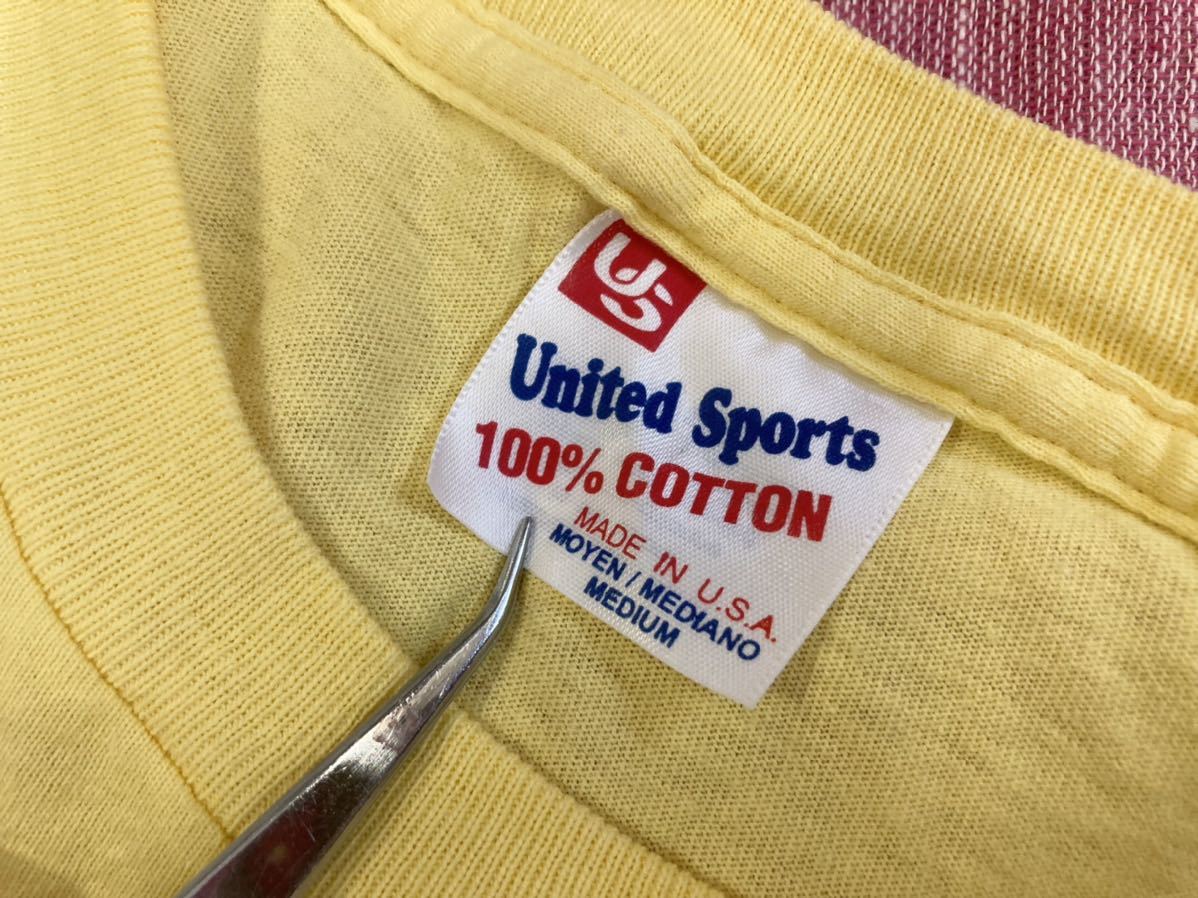 US
United Sports
100% COTTON
MADE IN U.S.A.
MOYEN / MEDIANO
MEDIUM